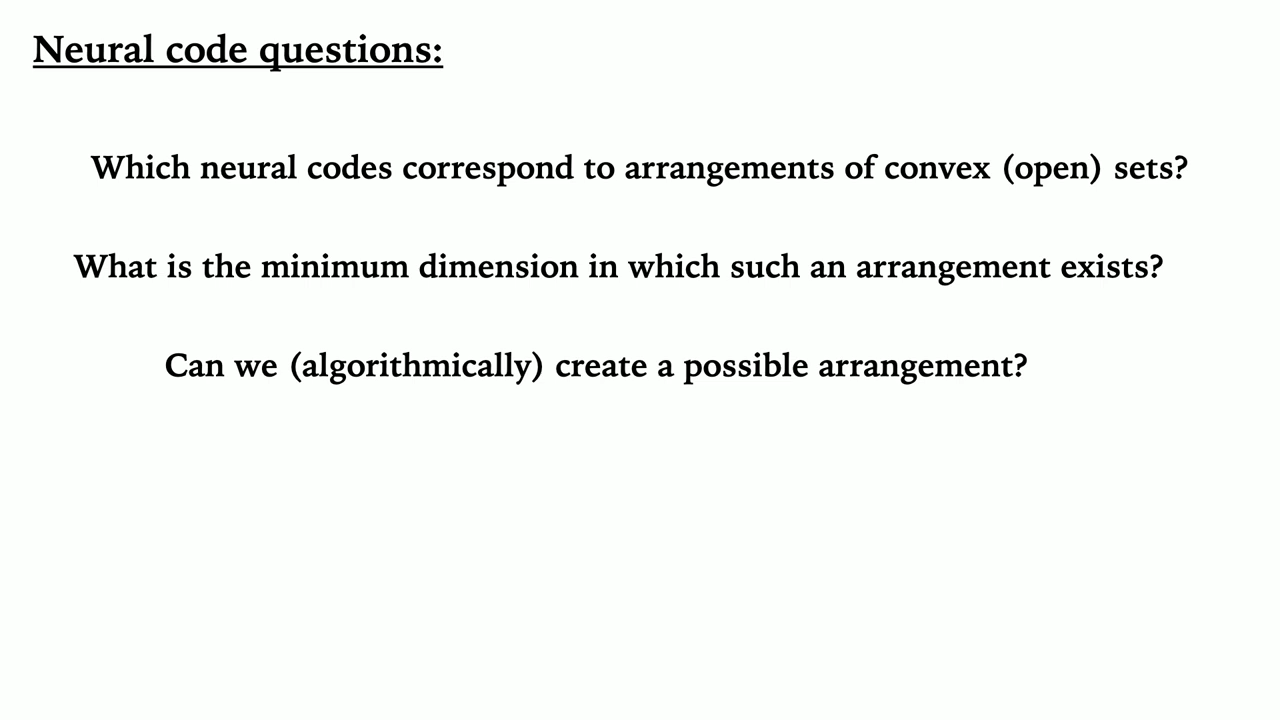 Neural code questions:
Which neural codes correspond to arrangements of convex (open) sets?
What is the minimum dimension in which such an arrangement exists?
Can we (algorithmically) create a possible arrangement?